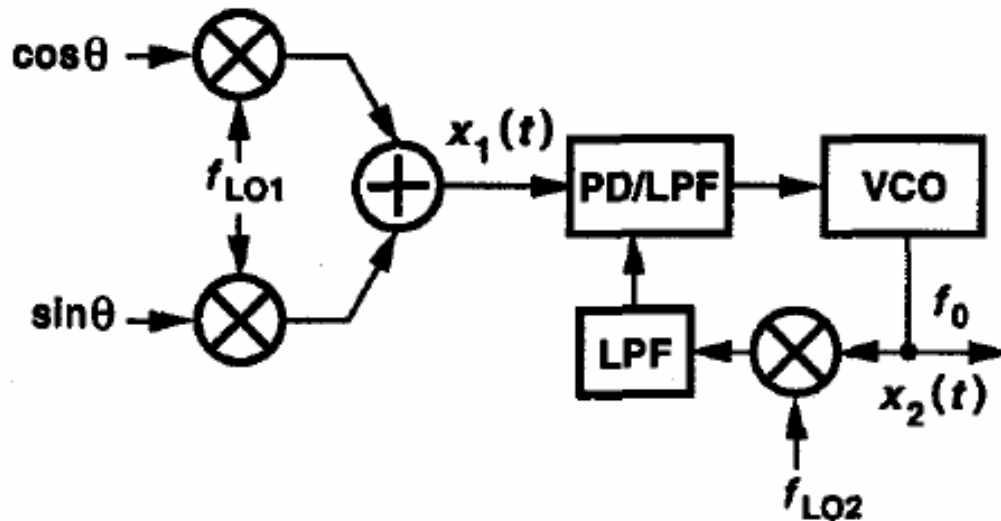 cosθ
f_LO1
sinθ
x_1(t)
PD/LPF
VCO
LPF
f_0
x_2(t)
f_LO2